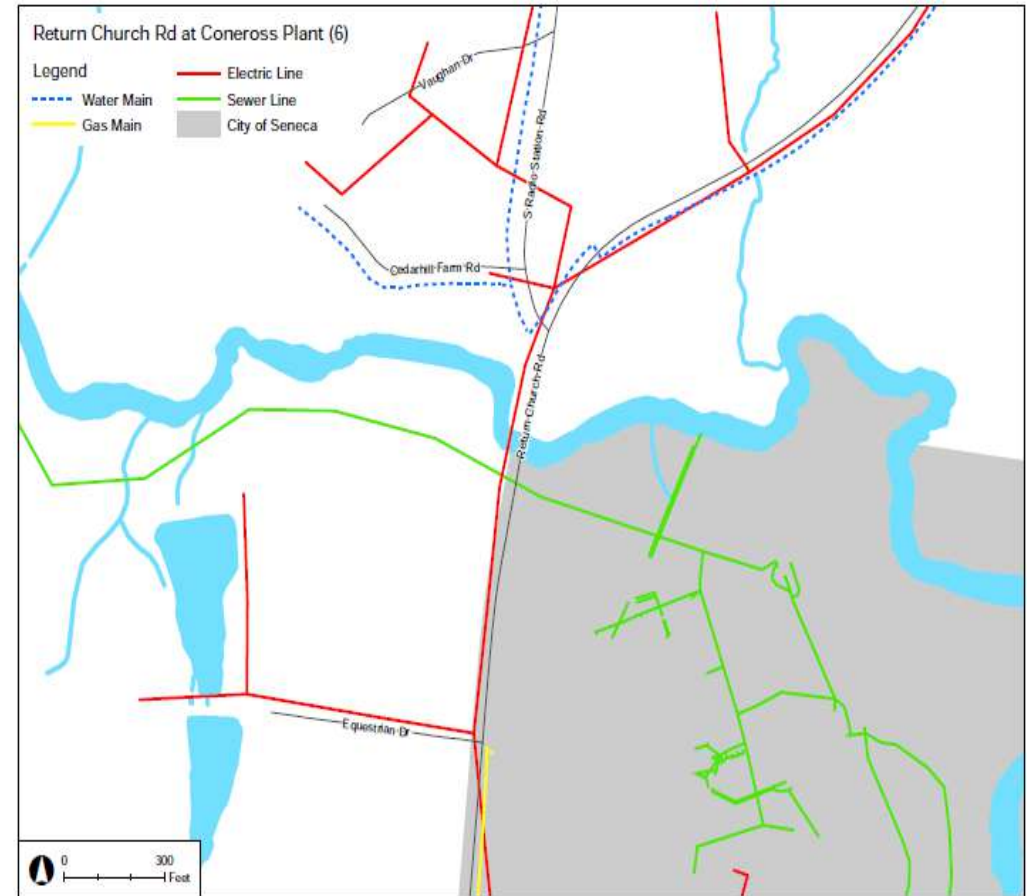 Return Church Rd at Coneross Plant (6)
Legend
Electric Line
Water Main
Sewer Line
Gas Main
City of Seneca
Vaughan Dr
S Radio Station Rd
Cedarhill Farm Rd
Return Church Rd
Equestrian Dr
0 300
Feet